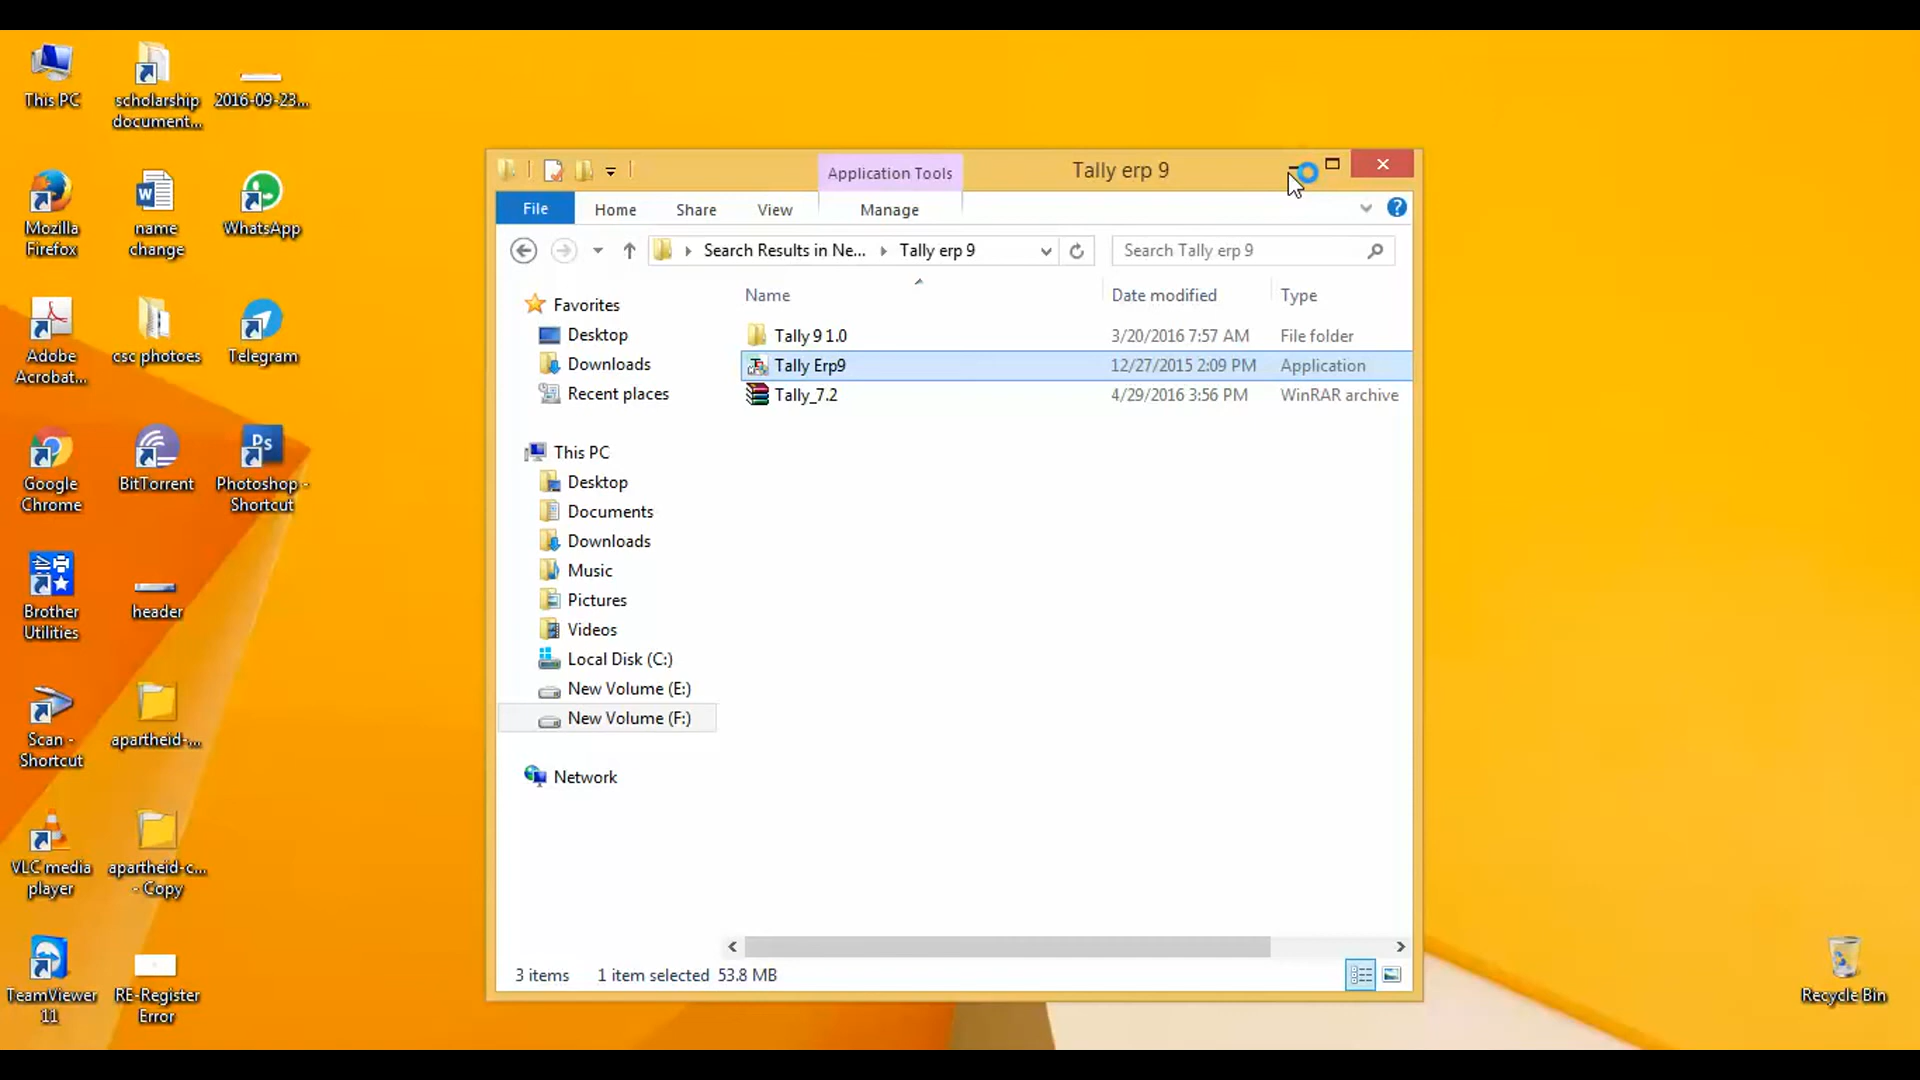 This PC
scholarship
document...
2016-09-23...
Mozilla
Firefox
name
change
WhatsApp
Adobe
Acrobat...
csc photoes
Telegram
Google
Chrome
BitTorrent
Photoshop -
Shortcut
Brother
Utilities
header
Scan -
Shortcut
apartheid-...
VLC media
player
apartheid-c...
- Copy
TeamViewer
11
RE-Register
Error
Application Tools
Tally erp 9
File
Home
Share
View
Manage
Search Results in Ne...
Tally erp 9
Search Tally erp 9
Name
Date modified
Type
Tally 9 1.0
3/20/2016 7:57 AM
File folder
Tally Erp9
12/27/2015 2:09 PM
Application
Tally_7.2
4/29/2016 3:56 PM
WinRAR archive
Favorites
Desktop
Downloads
Recent places
This PC
Desktop
Documents
Downloads
Music
Pictures
Videos
Local Disk (C:)
New Volume (E:)
New Volume (F:)
Network
3 items
1 item selected 53.8 MB
Recycle Bin